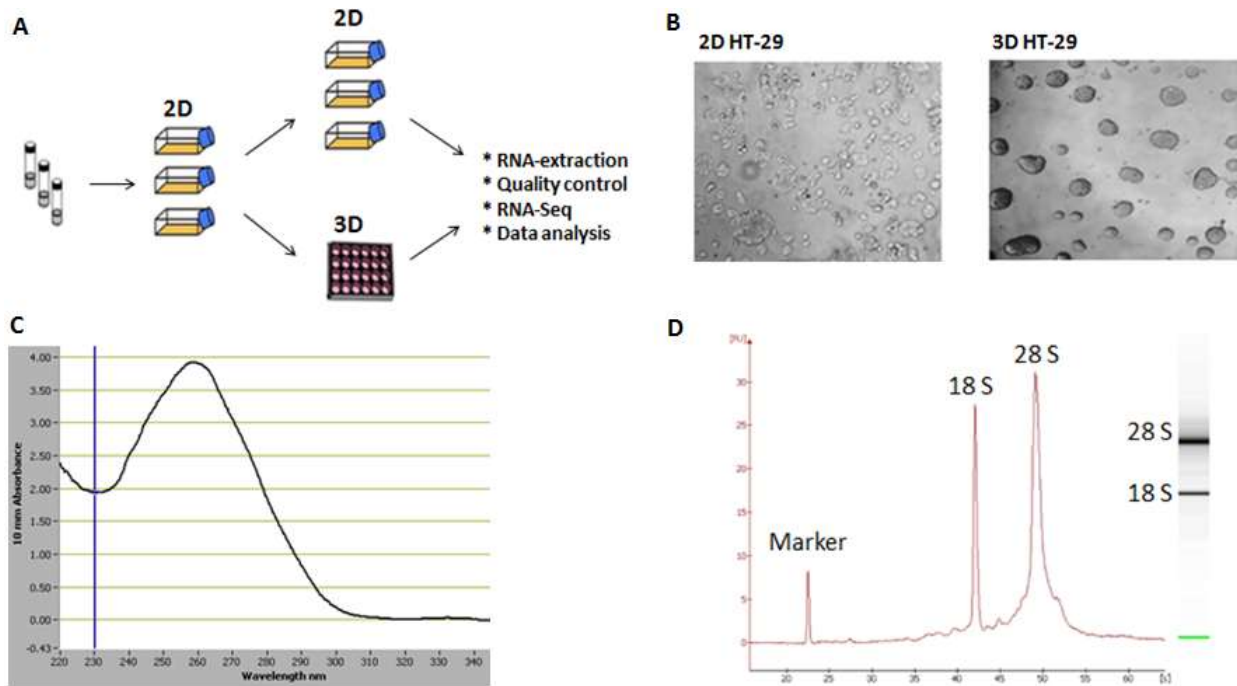 A
2D
2D
3D
* RNA-extraction
* Quality control
* RNA-Seq
* Data analysis
B
2D HT-29
3D HT-29
C
10 mm Absorbance
4.00
3.50
3.00
2.50
2.00
1.50
1.00
0.50
0.00
-0.43
220 230 240 250 260 270 280 290 300 310 320 330 340
Wavelength nm
D
[FU]
30
25
20
15
10
5
0
Marker
18 S
28 S
20 25 30 35 40 45 50 55 60 [s]
28 S
18 S